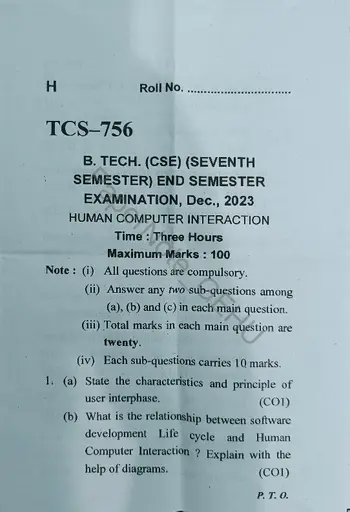 H Roll No. ................................
TCS–756
B. TECH. (CSE) (SEVENTH
SEMESTER) END SEMESTER
EXAMINATION, Dec., 2023
HUMAN COMPUTER INTERACTION
Time : Three Hours
Maximum Marks : 100
Note : (i) All questions are compulsory.
(ii) Answer any two sub-questions among
(a), (b) and (c) in each main question.
(iii) Total marks in each main question are
twenty.
(iv) Each sub-questions carries 10 marks.
1. (a) State the characteristics and principle of
user interphase. (CO1)
(b) What is the relationship between software
development Life cycle and Human
Computer Interaction ? Explain with the
help of diagrams. (CO1)
P. T. O.